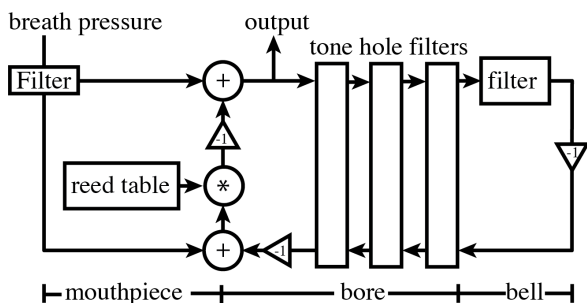 breath pressure
output
tone hole filters
Filter
+
filter
-1
-1
reed table
*
+
-1
mouthpiece
bore
bell